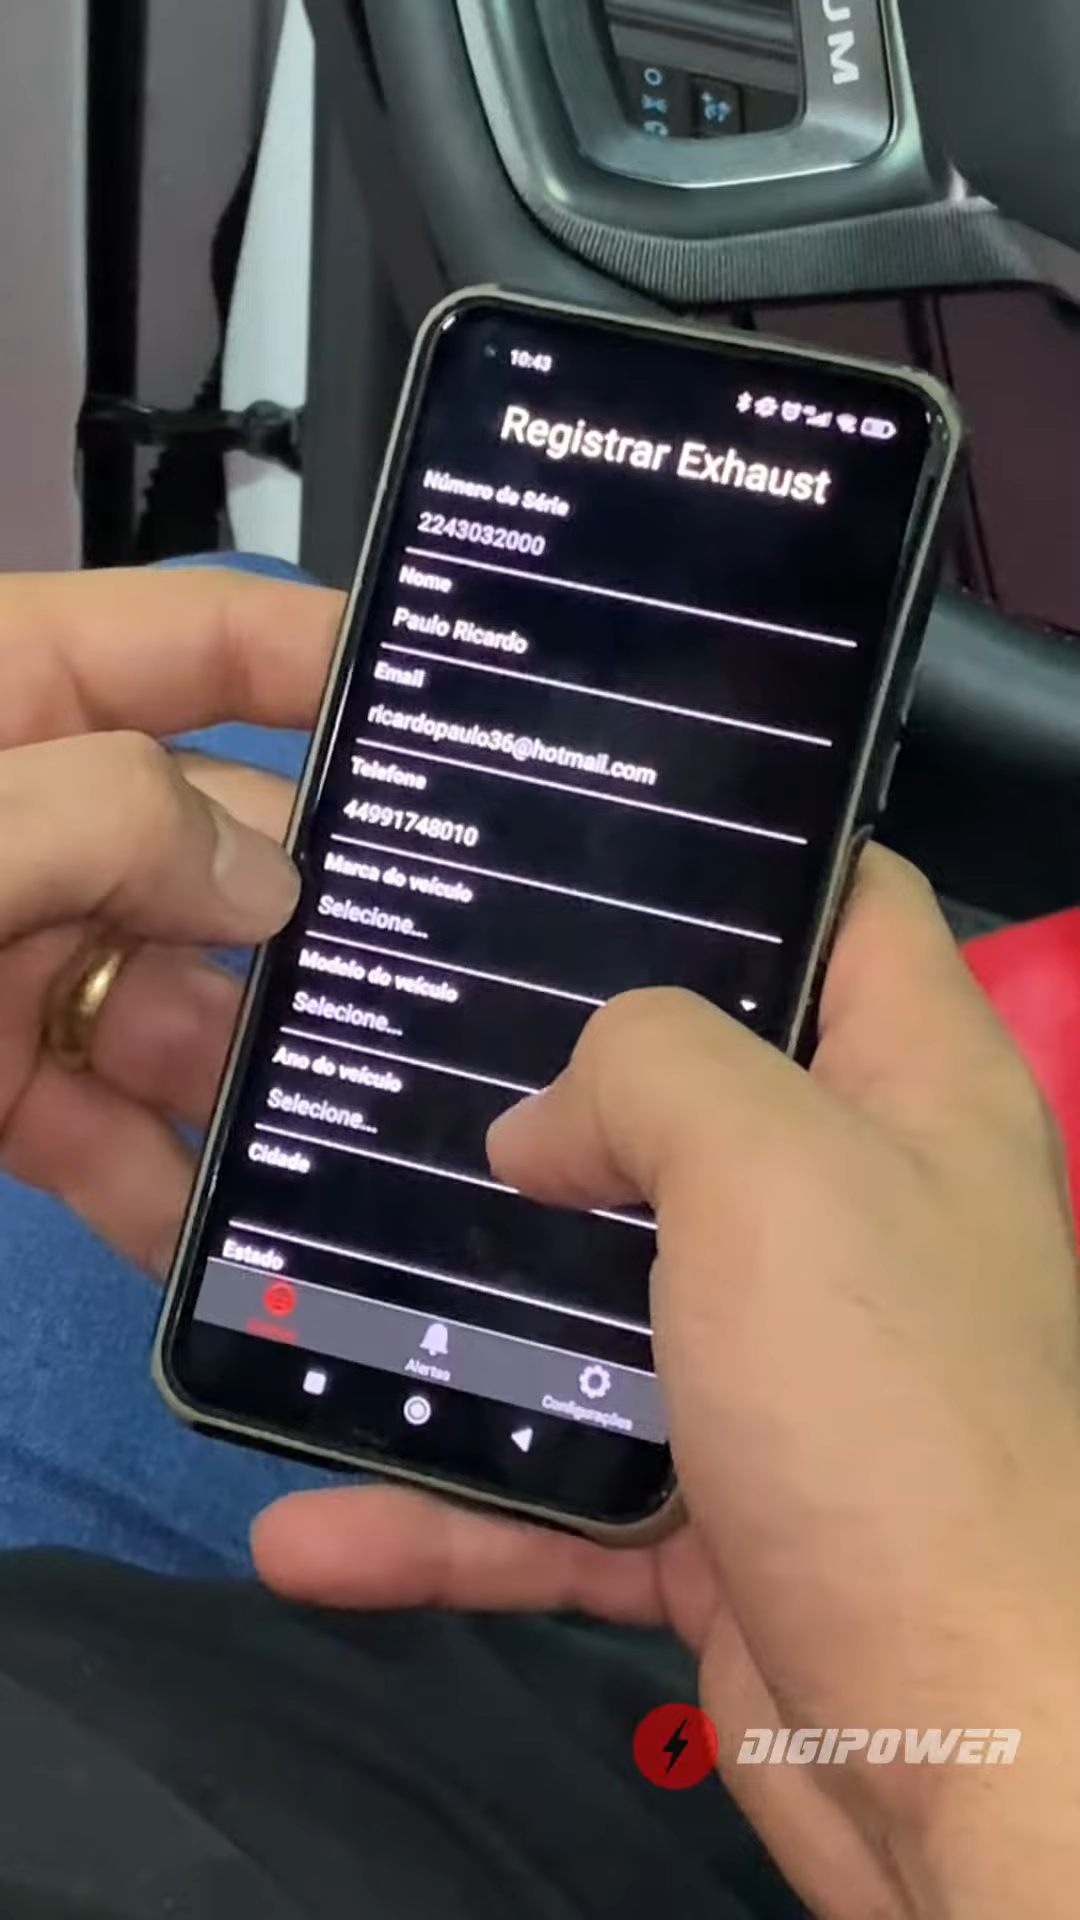 UM
10:43
Registrar Exhaust
Número de Série
2243032000
Nome
Paulo Ricardo
Email
ricardopaulo36@hotmail.com
Telefone
44991748010
Marca do veículo
Selecione...
Modelo do veículo
Selecione...
Ano do veículo
Selecione...
Cidade
Estado
Alertas
Configurações
DIGIPOWER